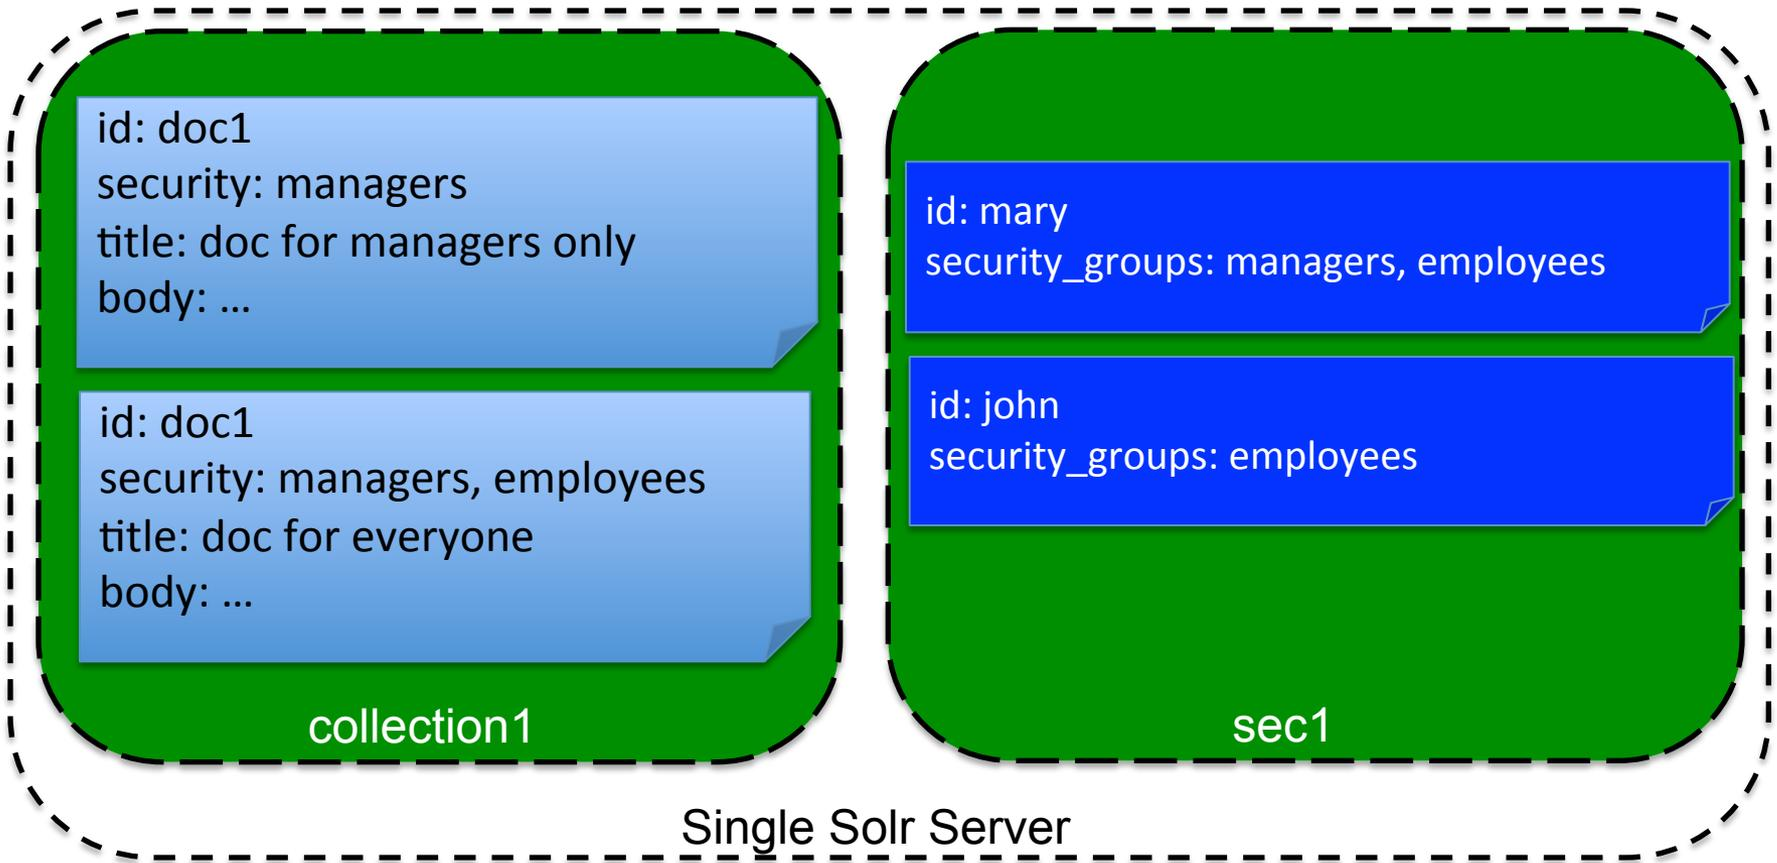 id: doc1
security: managers
title: doc for managers only
body: ...
id: doc1
security: managers, employees
title: doc for everyone
body: ...
collection1
id: mary
security_groups: managers, employees
id: john
security_groups: employees
sec1
Single Solr Server